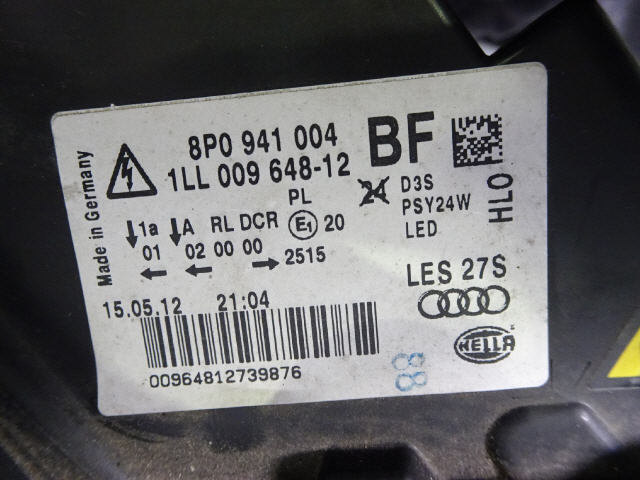 8P0 941 004 BF
1LL 009 648-12
Made in Germany
PL
24 D3S
PSY24W
LED
HLO
1a A RL DCR E1 20
01 02 00 00
2515
LES 27S
15.05.12 21:04
HELLA
00964812739876
88